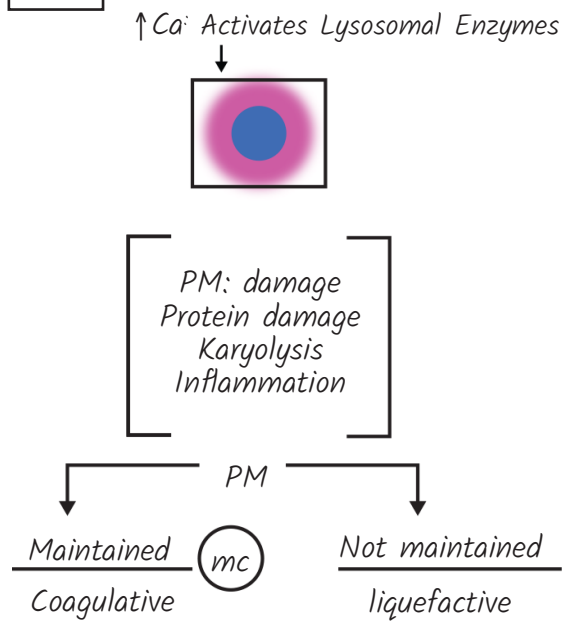 ↑Ca: Activates Lysosomal Enzymes
PM: damage
Protein damage
Karyolysis
Inflammation
PM
Maintained
mc
Not maintained
Coagulative
liquefactive